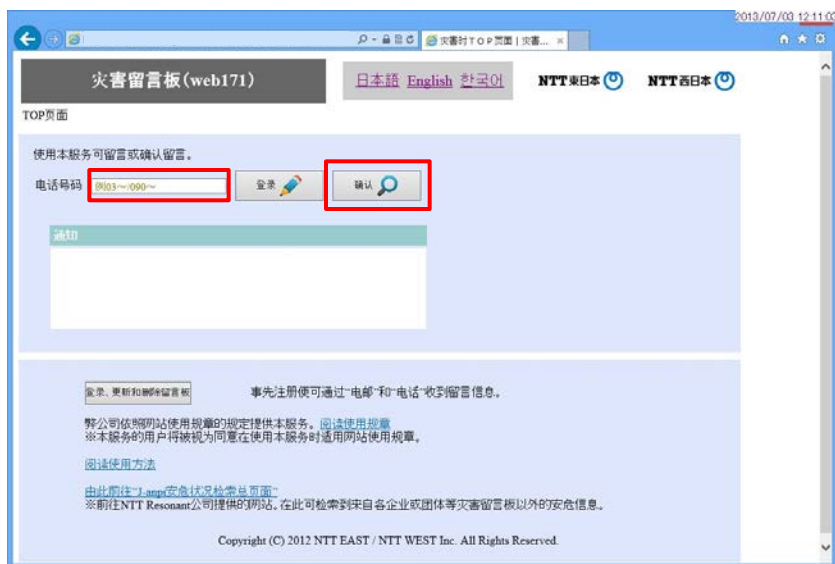 2013/07/03 12:11:03
灾害时TOP页面 | 灾害...
灾害留言板(web171)
日本語 English 한국어
NTT東日本
NTT西日本
TOP页面
使用本服务可留言或确认留言。
电话号码
例03～/090～
登录
确认
通知
登录、更新和删除留言板
事先注册便可通过“电邮”和“电话”收到留言信息。
弊公司依照网站使用规章的规定提供本服务。阅读使用规章
※本服务的用户将被视为同意在使用本服务时适用网站使用规章。
阅读使用方法
由此前往“J-anpi安危状况检索总页面”
※前往NTT Resonant公司提供的网站。在此可检索到来自各企业或团体等灾害留言板以外的安危信息。
Copyright (C) 2012 NTT EAST / NTT WEST Inc. All Rights Reserved.